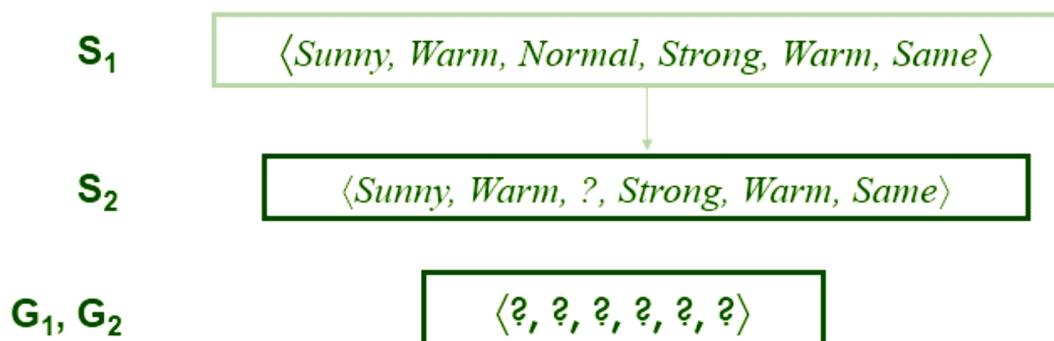 S₁ ⟨Sunny, Warm, Normal, Strong, Warm, Same⟩
S₂ ⟨Sunny, Warm, ?, Strong, Warm, Same⟩
G₁, G₂ ⟨?, ?, ?, ?, ?, ?⟩